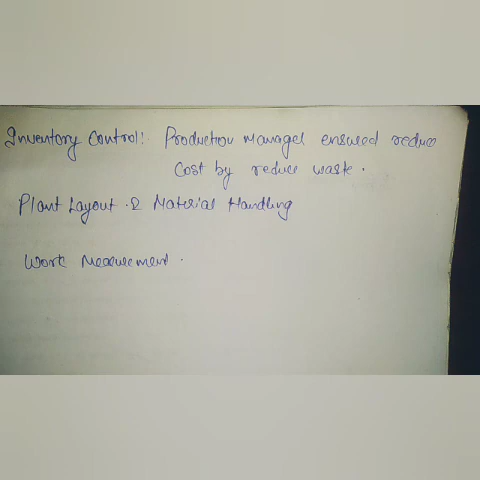 Inventory Control:- Production manager ensured reduce
Cost by reduce waste.
Plant Layout & Material Handling
Work Measurement.